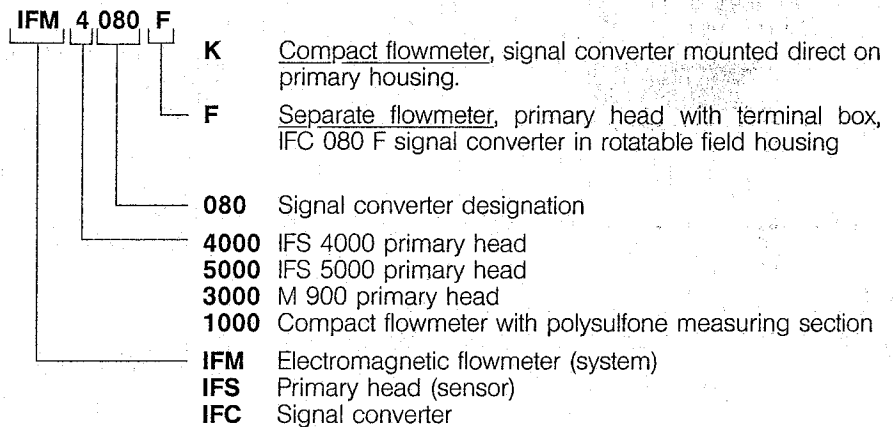 IFM 4 080 F
K Compact flowmeter, signal converter mounted direct on
primary housing.
F Separate flowmeter, primary head with terminal box,
IFC 080 F signal converter in rotatable field housing
080 Signal converter designation
4000 IFS 4000 primary head
5000 IFS 5000 primary head
3000 M 900 primary head
1000 Compact flowmeter with polysulfone measuring section
IFM Electromagnetic flowmeter (system)
IFS Primary head (sensor)
IFC Signal converter